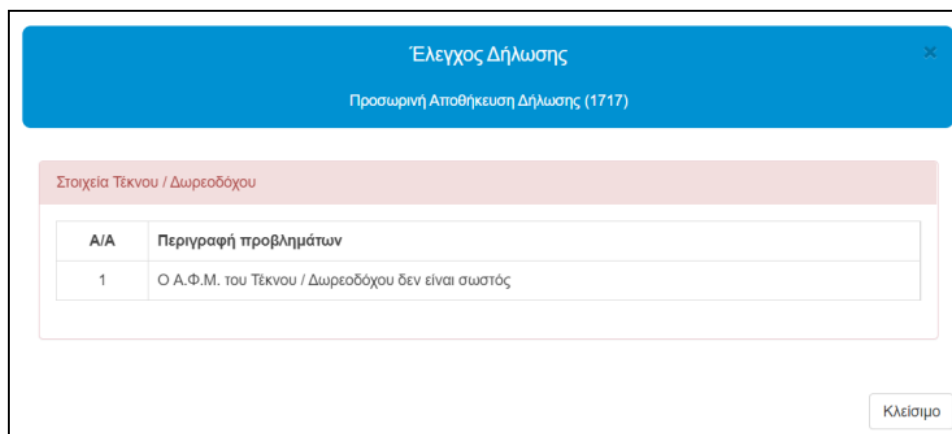 Έλεγχος Δήλωσης
×
Προσωρινή Αποθήκευση Δήλωσης (1717)
Στοιχεία Τέκνου / Δωρεοδόχου
Α/Α Περιγραφή προβλημάτων
1 Ο Α.Φ.Μ. του Τέκνου / Δωρεοδόχου δεν είναι σωστός
Κλείσιμο